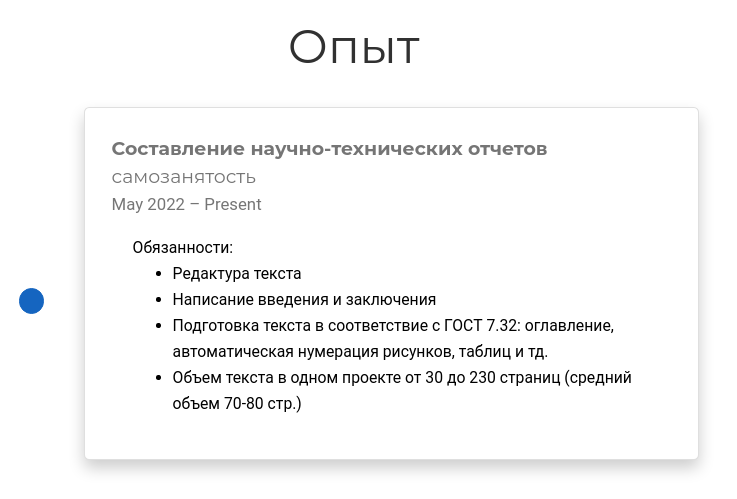 Опыт
Составление научно-технических отчетов
самозанятость
May 2022 – Present
Обязанности:
• Редактура текста
• Написание введения и заключения
• Подготовка текста в соответствие с ГОСТ 7.32: оглавление,
автоматическая нумерация рисунков, таблиц и тд.
• Объем текста в одном проекте от 30 до 230 страниц (средний
объем 70-80 стр.)